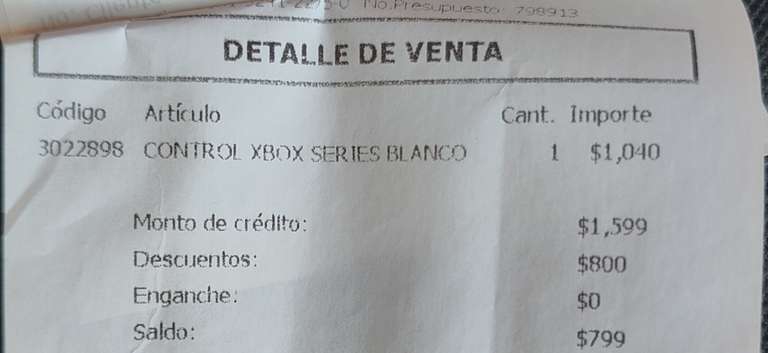 No.Presupuesto: 798913
DETALLE DE VENTA
Código Artículo Cant. Importe
3022898 CONTROL XBOX SERIES BLANCO 1 $1,040
Monto de crédito: $1,599
Descuentos: $800
Enganche: $0
Saldo: $799